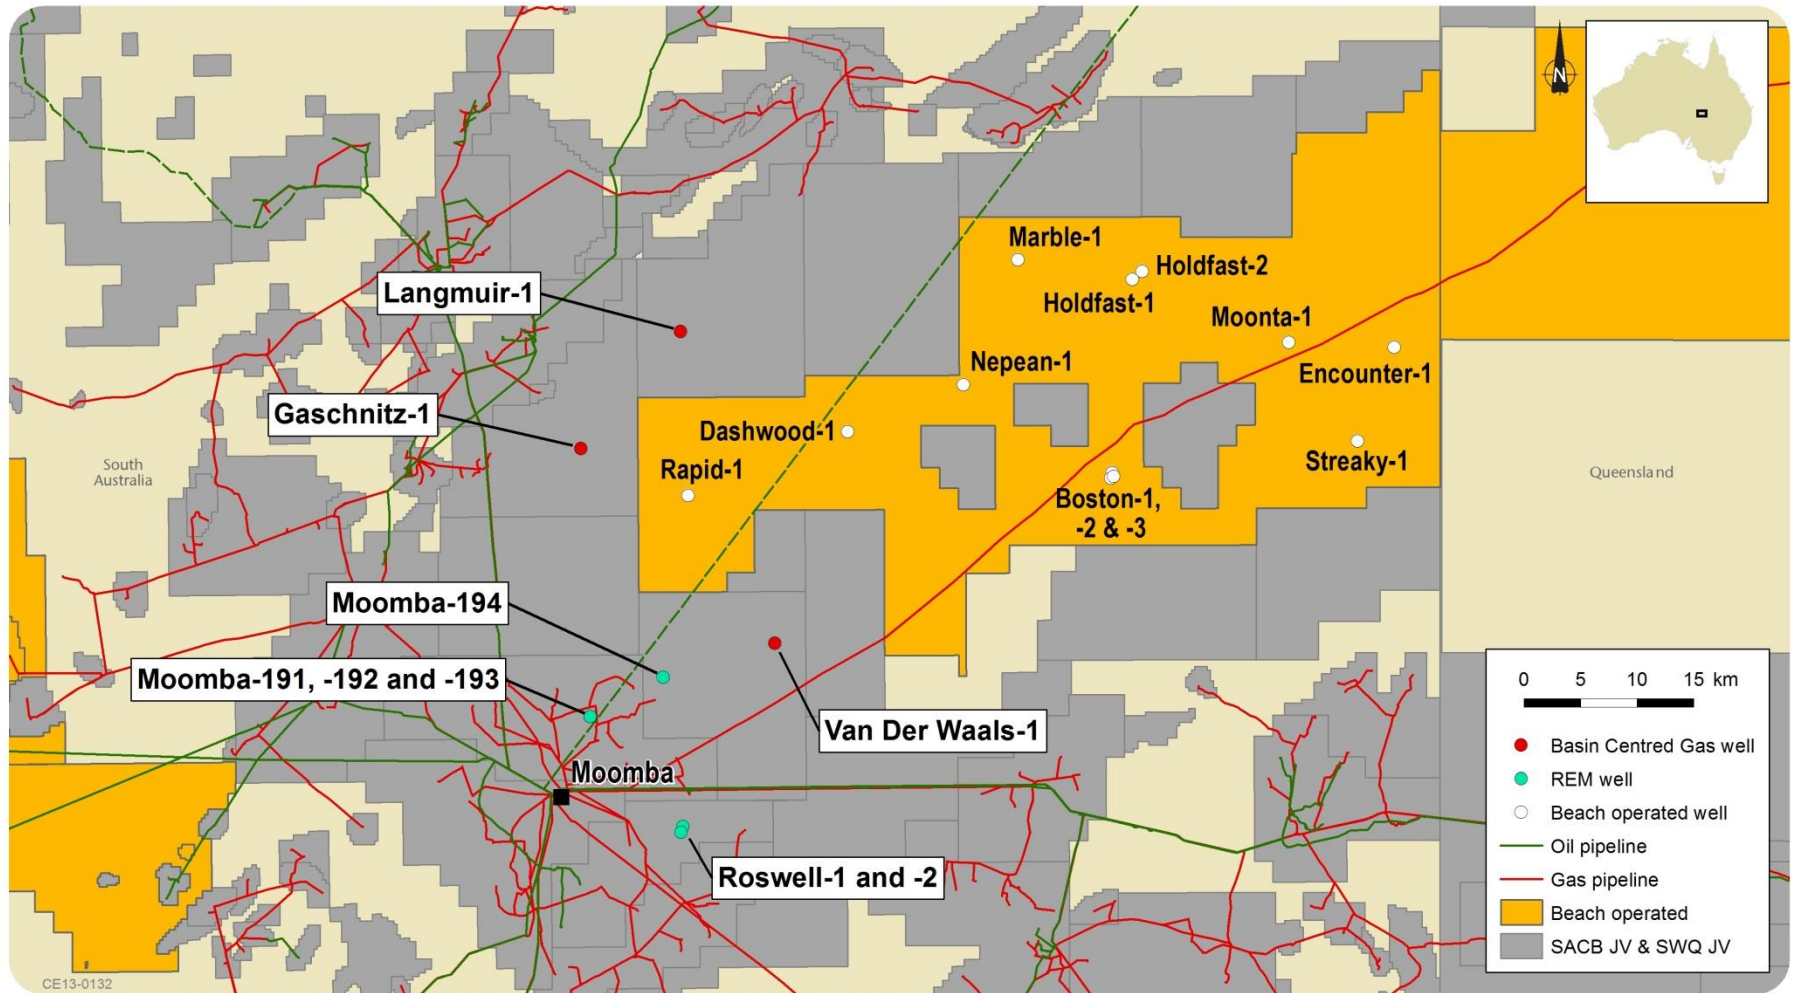 N
Marble-1
Holdfast-2
Holdfast-1
Langmuir-1
Moonta-1
Nepean-1
Encounter-1
Gaschnitz-1
Dashwood-1
Rapid-1
Streaky-1
South
Australia
Queensland
Boston-1,
-2 & -3
Moomba-194
Moomba-191, -192 and -193
Van Der Waals-1
Moomba
Roswell-1 and -2
0 5 10 15 km
Basin Centred Gas well
REM well
Beach operated well
Oil pipeline
Gas pipeline
Beach operated
SACB JV & SWQ JV
CE13-0132